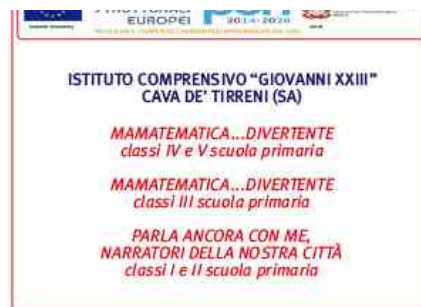 EUROPEI
2014-2020
ISTITUTO COMPRENSIVO "GIOVANNI XXIII"
CAVA DE' TIRRENI (SA)
MAMATEMATICA...DIVERTENTE
classi IV e V scuola primaria
MAMATEMATICA...DIVERTENTE
classi III scuola primaria
PARLA ANCORA CON ME,
NARRATORI DELLA NOSTRA CITTÀ
classi I e II scuola primaria